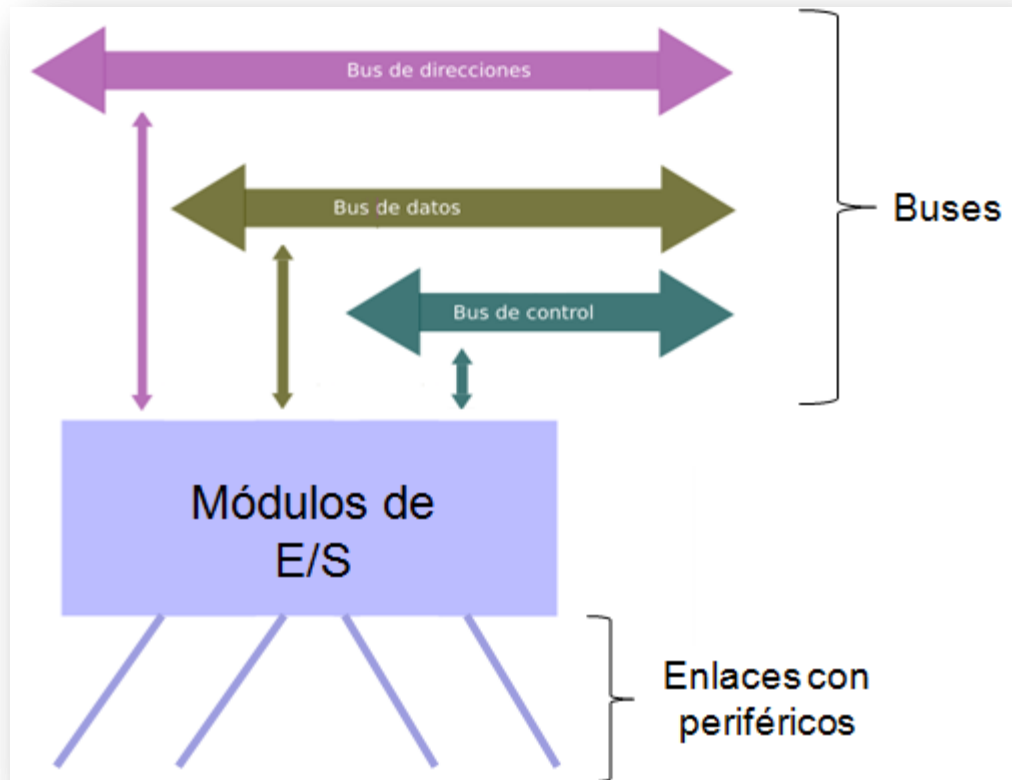 Bus de direcciones
Bus de datos
Bus de control
Buses
Módulos de
E/S
Enlaces con
periféricos